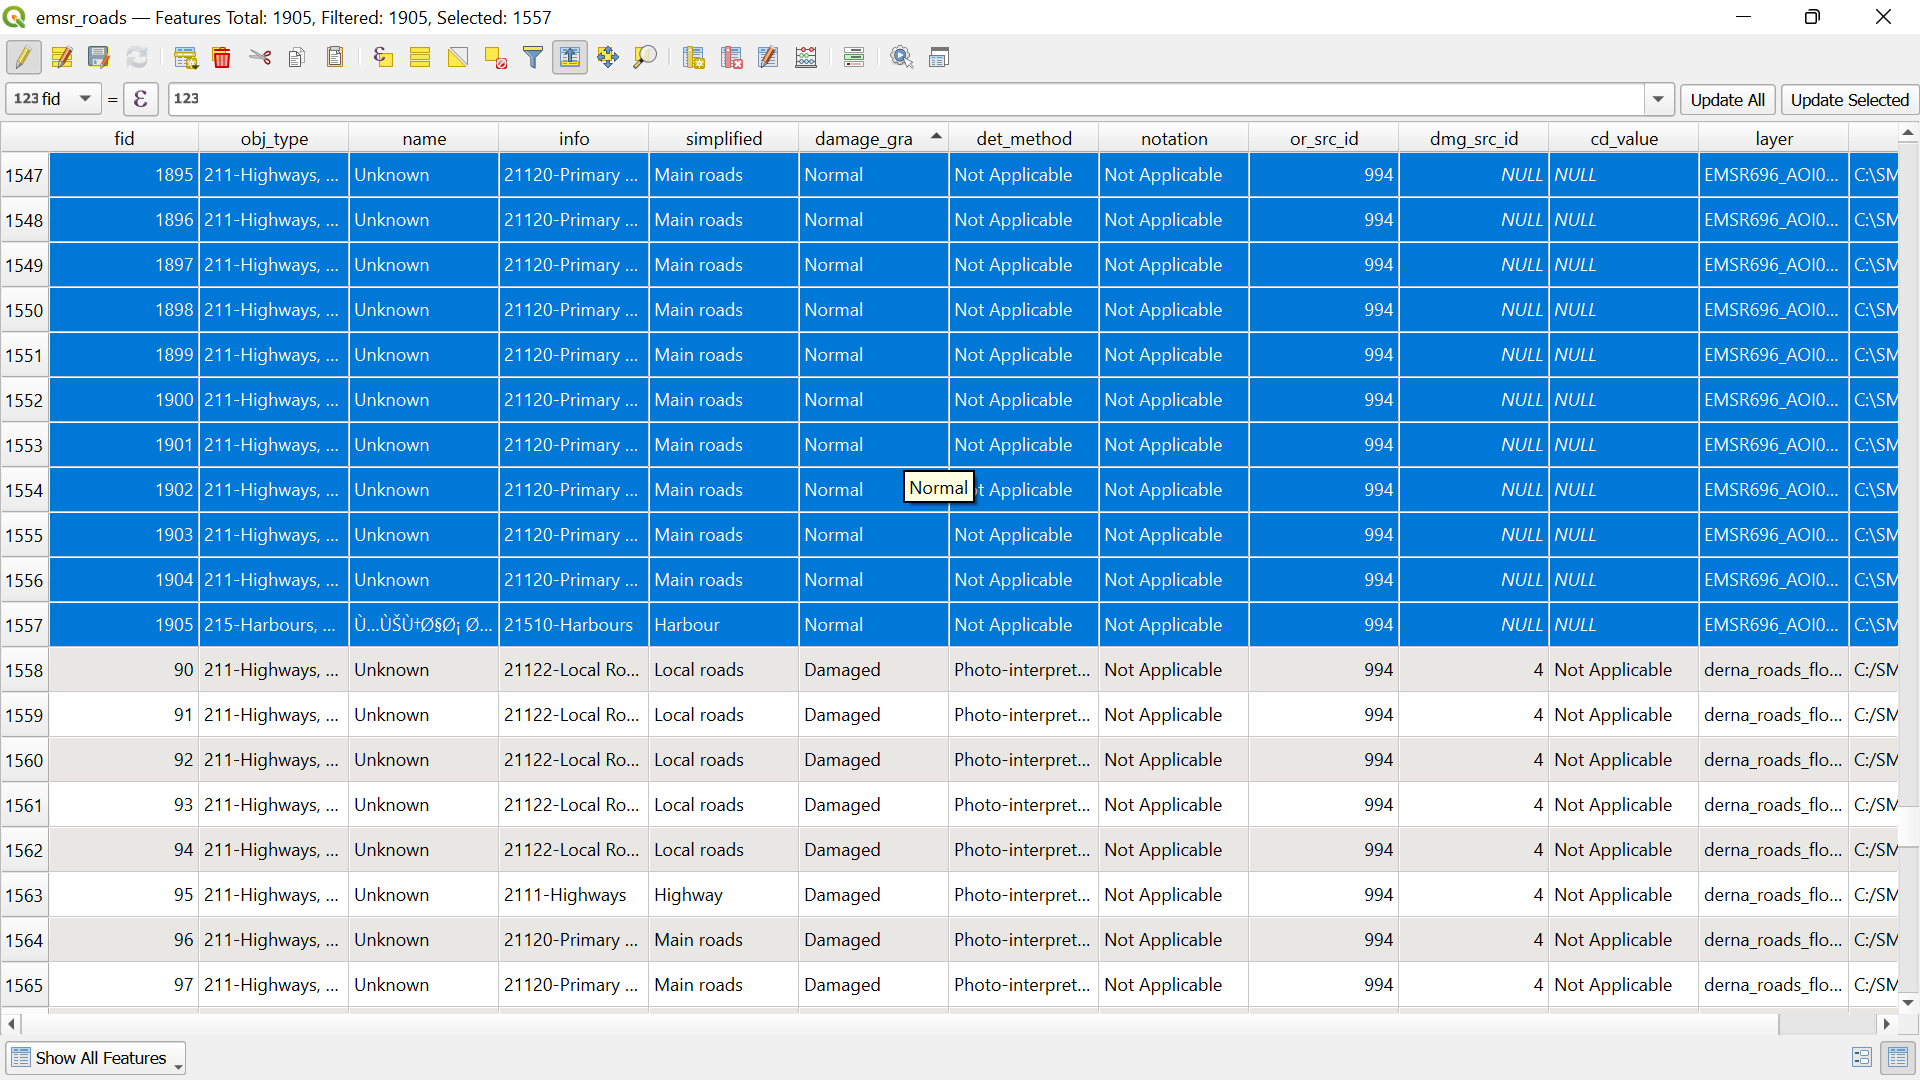 emsr_roads — Features Total: 1905, Filtered: 1905, Selected: 1557
123 fid = ε 123 Update All Update Selected
fid obj_type name info simplified damage_gra det_method notation or_src_id dmg_src_id cd_value layer
1547 1895 211-Highways, ... Unknown 21120-Primary ... Main roads Normal Not Applicable Not Applicable 994 NULL NULL EMSR696_AOI0... C:\SM
1548 1896 211-Highways, ... Unknown 21120-Primary ... Main roads Normal Not Applicable Not Applicable 994 NULL NULL EMSR696_AOI0... C:\SM
1549 1897 211-Highways, ... Unknown 21120-Primary ... Main roads Normal Not Applicable Not Applicable 994 NULL NULL EMSR696_AOI0... C:\SM
1550 1898 211-Highways, ... Unknown 21120-Primary ... Main roads Normal Not Applicable Not Applicable 994 NULL NULL EMSR696_AOI0... C:\SM
1551 1899 211-Highways, ... Unknown 21120-Primary ... Main roads Normal Not Applicable Not Applicable 994 NULL NULL EMSR696_AOI0... C:\SM
1552 1900 211-Highways, ... Unknown 21120-Primary ... Main roads Normal Not Applicable Not Applicable 994 NULL NULL EMSR696_AOI0... C:\SM
1553 1901 211-Highways, ... Unknown 21120-Primary ... Main roads Normal Not Applicable Not Applicable 994 NULL NULL EMSR696_AOI0... C:\SM
1554 1902 211-Highways, ... Unknown 21120-Primary ... Main roads Normal Normal t Applicable Not Applicable 994 NULL NULL EMSR696_AOI0... C:\SM
1555 1903 211-Highways, ... Unknown 21120-Primary ... Main roads Normal Not Applicable Not Applicable 994 NULL NULL EMSR696_AOI0... C:\SM
1556 1904 211-Highways, ... Unknown 21120-Primary ... Main roads Normal Not Applicable Not Applicable 994 NULL NULL EMSR696_AOI0... C:\SM
1557 1905 215-Harbours, ... Ù…ÙŠÙ†Ø§Ø¡ Ø... 21510-Harbours Harbour Normal Not Applicable Not Applicable 994 NULL NULL EMSR696_AOI0... C:\SM
1558 90 211-Highways, ... Unknown 21122-Local Ro... Local roads Damaged Photo-interpret... Not Applicable 994 4 Not Applicable derna_roads_flo... C:/SM
1559 91 211-Highways, ... Unknown 21122-Local Ro... Local roads Damaged Photo-interpret... Not Applicable 994 4 Not Applicable derna_roads_flo... C:/SM
1560 92 211-Highways, ... Unknown 21122-Local Ro... Local roads Damaged Photo-interpret... Not Applicable 994 4 Not Applicable derna_roads_flo... C:/SM
1561 93 211-Highways, ... Unknown 21122-Local Ro... Local roads Damaged Photo-interpret... Not Applicable 994 4 Not Applicable derna_roads_flo... C:/SM
1562 94 211-Highways, ... Unknown 21122-Local Ro... Local roads Damaged Photo-interpret... Not Applicable 994 4 Not Applicable derna_roads_flo... C:/SM
1563 95 211-Highways, ... Unknown 2111-Highways Highway Damaged Photo-interpret... Not Applicable 994 4 Not Applicable derna_roads_flo... C:/SM
1564 96 211-Highways, ... Unknown 21120-Primary ... Main roads Damaged Photo-interpret... Not Applicable 994 4 Not Applicable derna_roads_flo... C:/SM
1565 97 211-Highways, ... Unknown 21120-Primary ... Main roads Damaged Photo-interpret... Not Applicable 994 4 Not Applicable derna_roads_flo... C:/SM
Show All Features